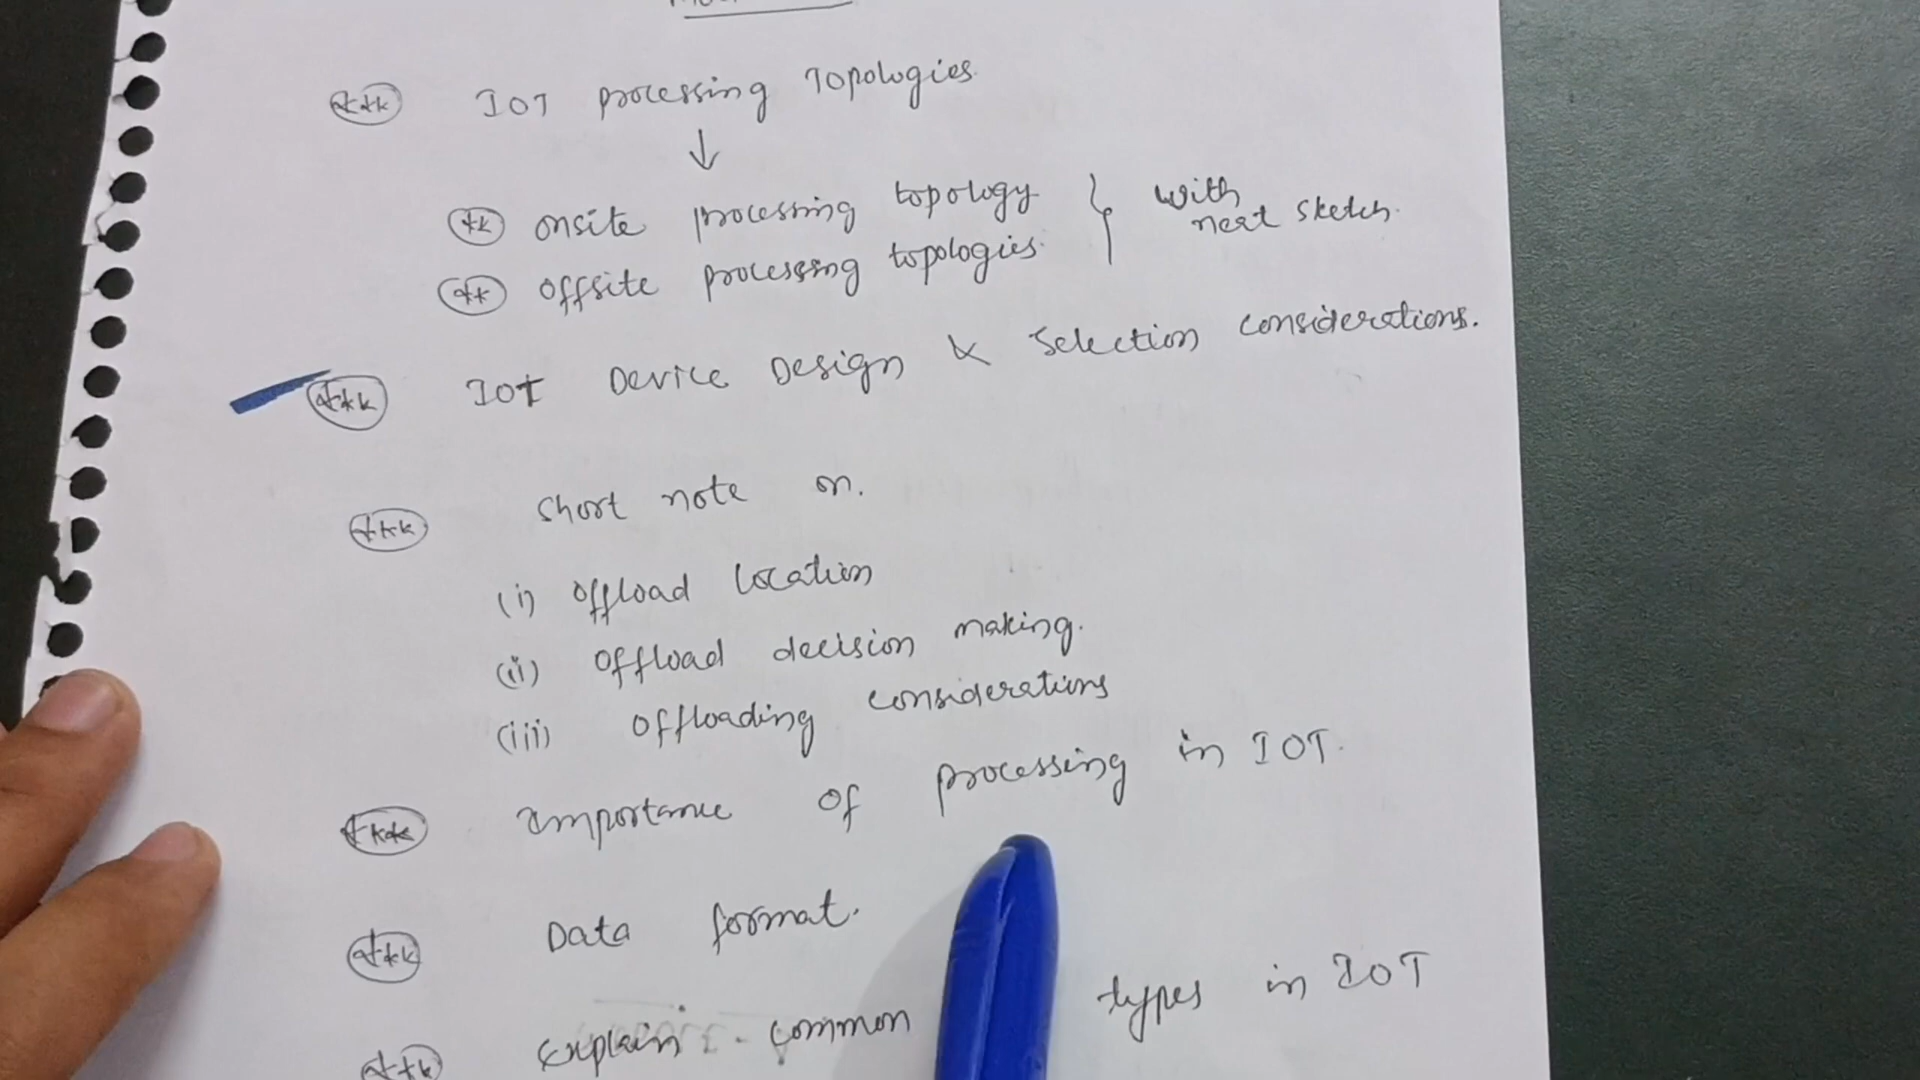 *** IOT processing Topologies.
↓
** onsite processing topology } with
** offsite processing topologies. neat sketch.
*** IOT Device Design & Selection considerations.
*** Short note on.
(i) offload location
(ii) offload decision making.
(iii) offloading considerations
*** importance of processing in IOT.
*** Data format.
*** explain common types in IOT